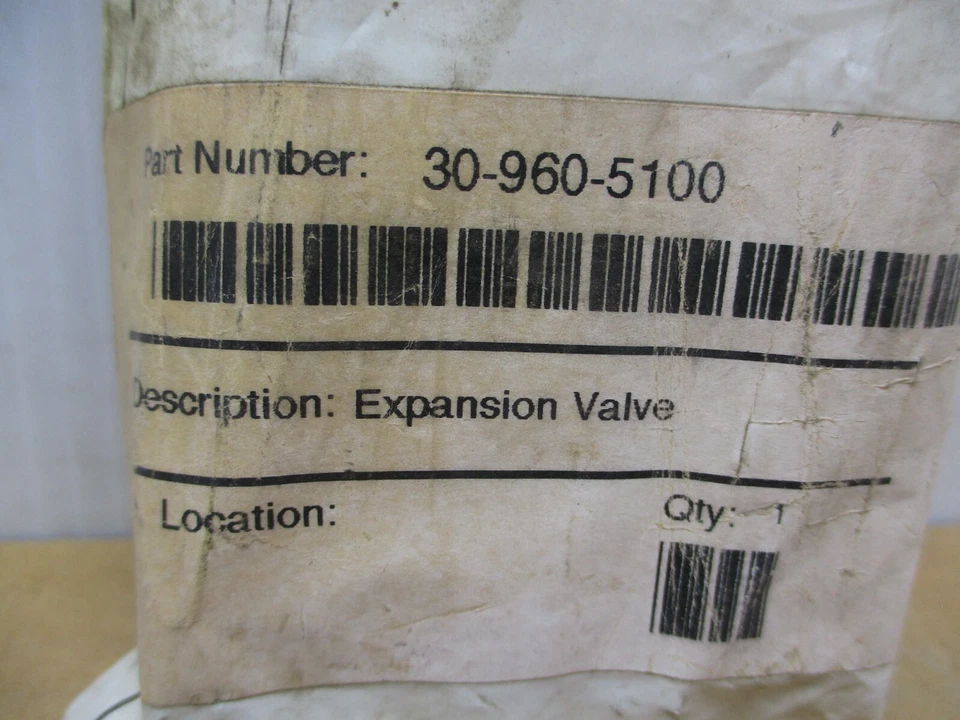 Part Number: 30-960-5100
Description: Expansion Valve
Location: Qty: 1